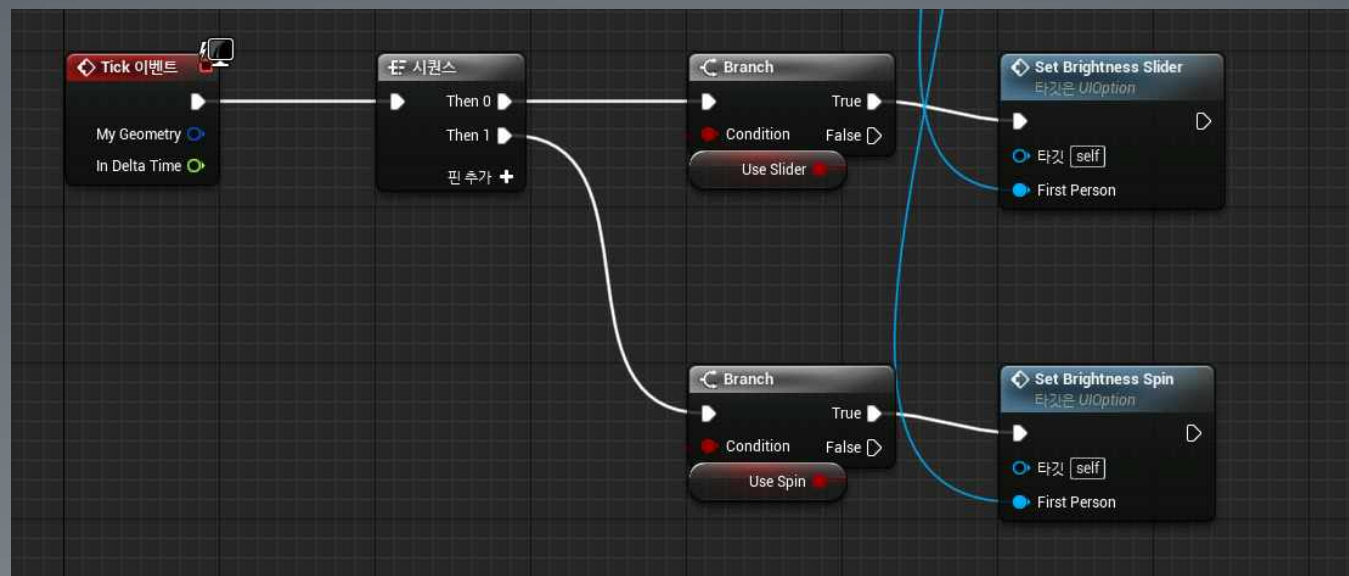 Tick 이벤트
My Geometry
In Delta Time
시퀀스
Then 0
Then 1
핀 추가
Branch
True
Condition
False
Use Slider
Set Brightness Slider
타깃은 UIOption
타깃 self
First Person
Branch
True
Condition
False
Use Spin
Set Brightness Spin
타깃은 UIOption
타깃 self
First Person